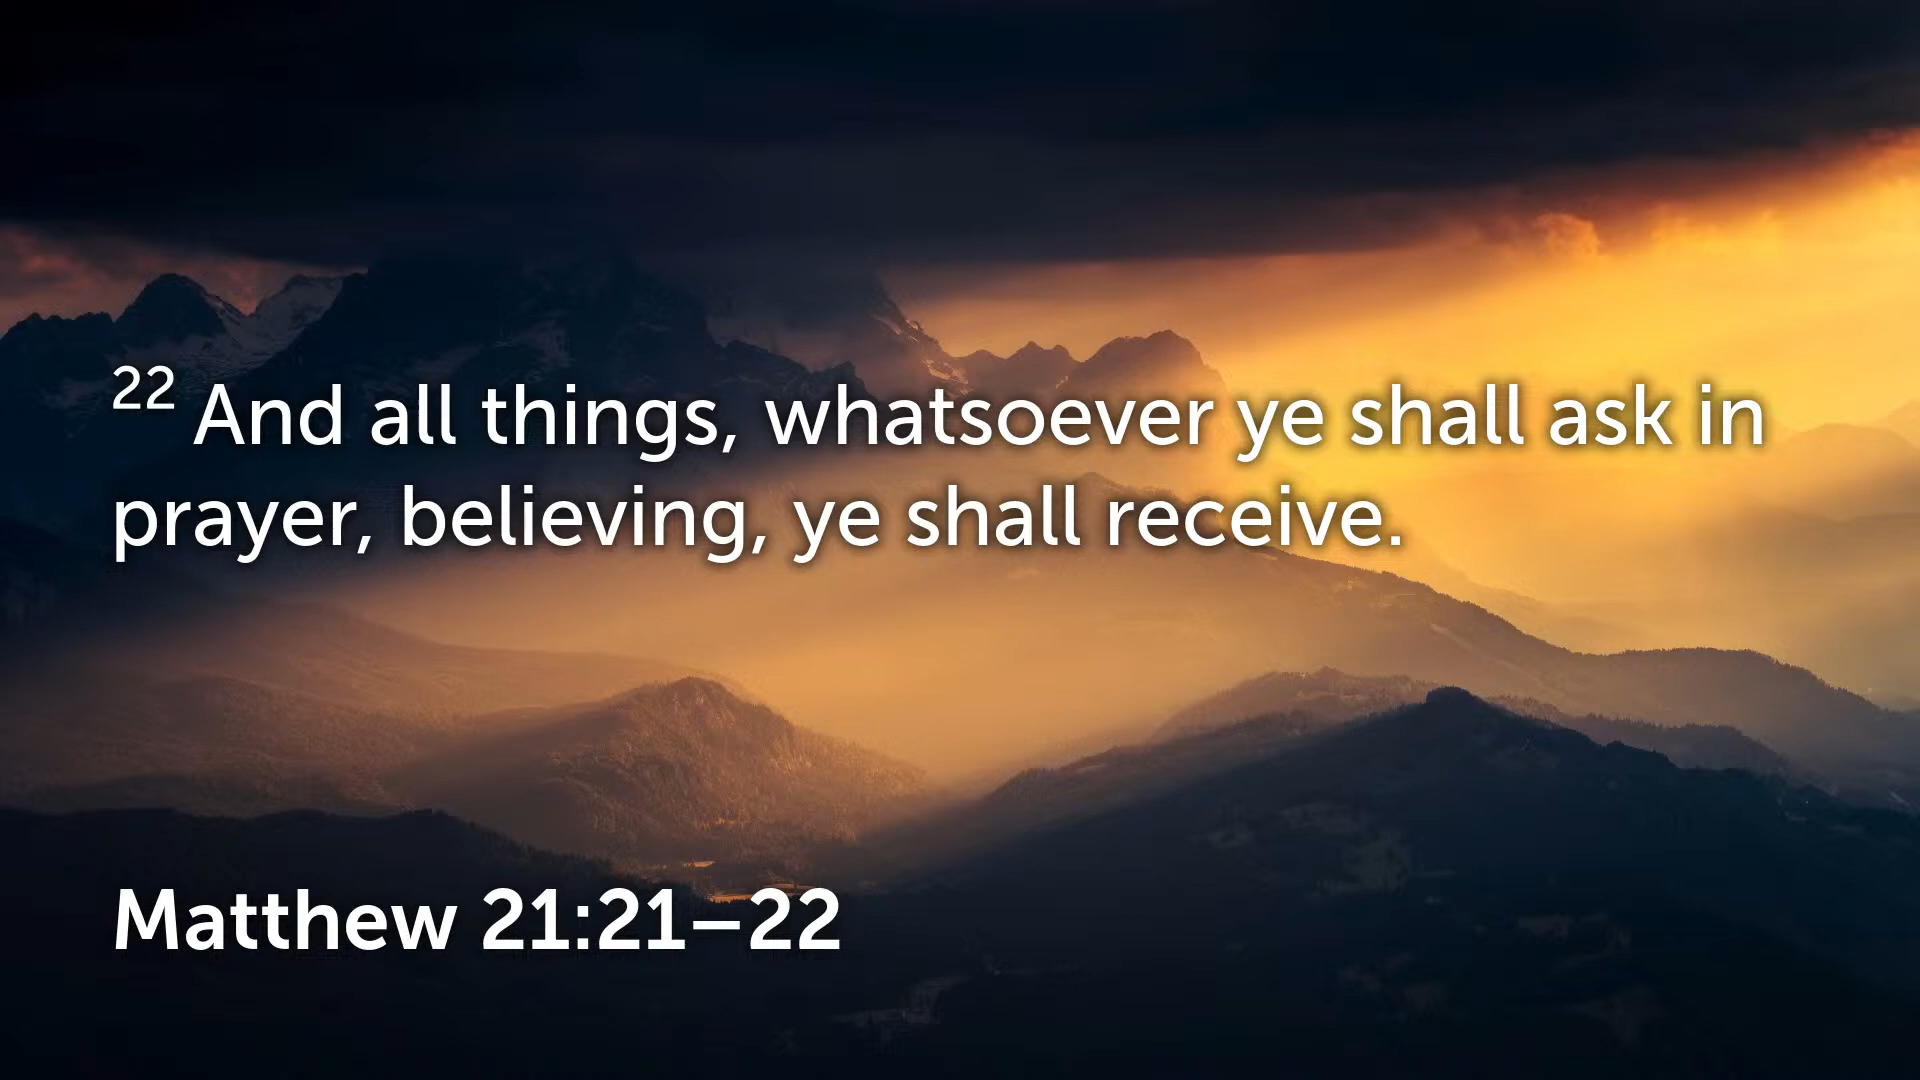 22 And all things, whatsoever ye shall ask in
prayer, believing, ye shall receive.
Matthew 21:21–22